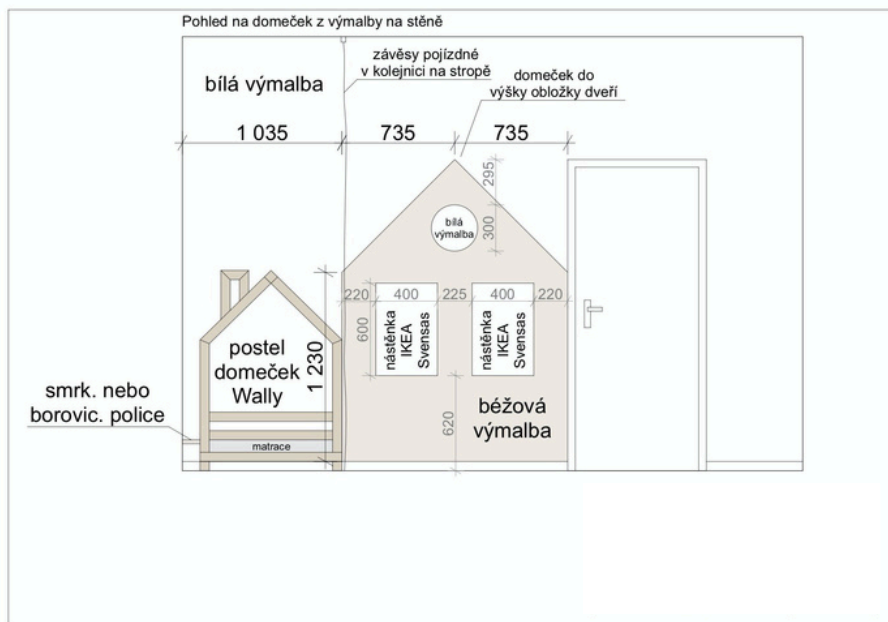 Pohled na domeček z výmalby na stěně
závěsy pojízdné
v kolejnici na stropě
domeček do
výšky obložky dveří
bílá výmalba
1 035
735
735
295
bílá
výmalba
300
220
400
225
400
220
600
nástěnka
IKEA
Svensas
nástěnka
IKEA
Svensas
postel
domeček
Wally
1 230
smrk. nebo
borovic. police
matrace
620
béžová
výmalba